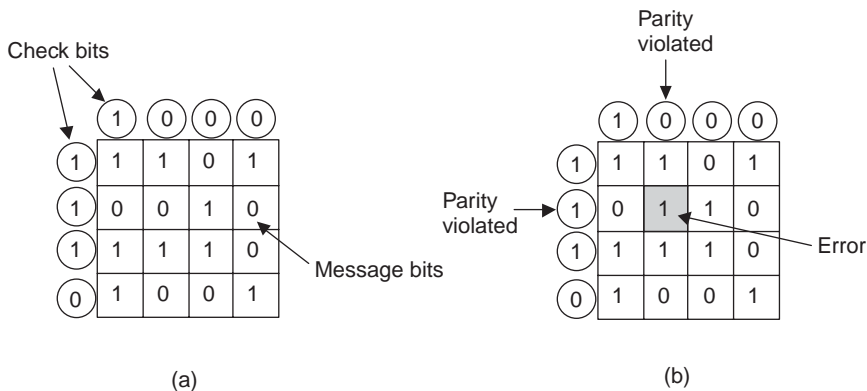 Check bits
1 0 0 0
1 1 1 0 1
1 0 0 1 0
1 1 1 1 0
0 1 0 0 1
Message bits
(a)
Parity
violated
1 0 0 0
1 1 1 0 1
Parity
violated
1 0 1 1 0
1 1 1 1 0
Error
0 1 0 0 1
(b)